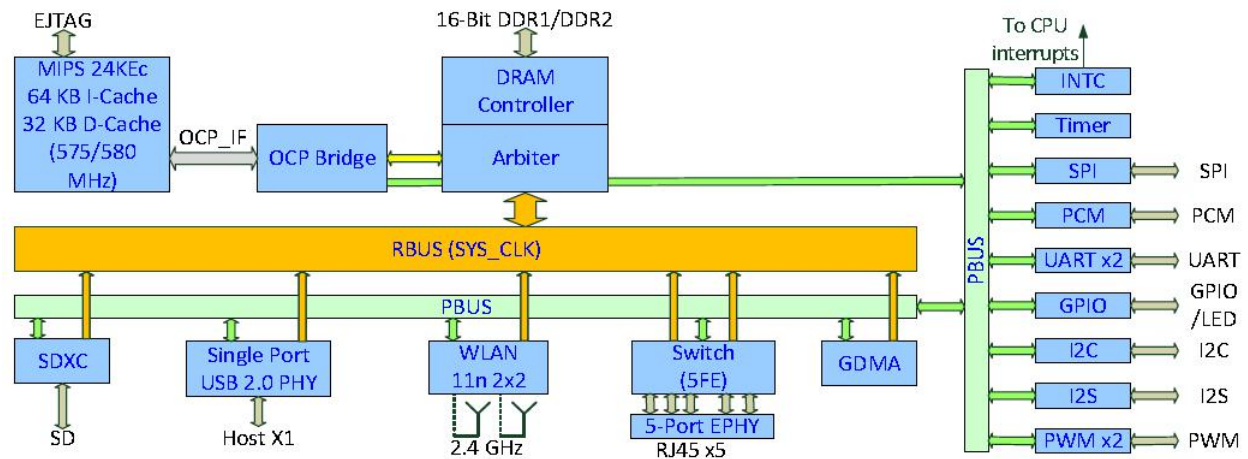 EJTAG
16-Bit DDR1/DDR2
To CPU
interrupts
MIPS 24KEc
64 KB I-Cache
32 KB D-Cache
(575/580
MHz)
OCP_IF
OCP Bridge
DRAM
Controller
Arbiter
RBUS (SYS_CLK)
PBUS
SDXC
SD
Single Port
USB 2.0 PHY
Host X1
WLAN
11n 2x2
2.4 GHz
Switch
(5FE)
5-Port EPHY
RJ45 x5
GDMA
PBUS
INTC
Timer
SPI
SPI
PCM
PCM
UART x2
UART
GPIO
GPIO
/LED
I2C
I2C
I2S
I2S
PWM x2
PWM